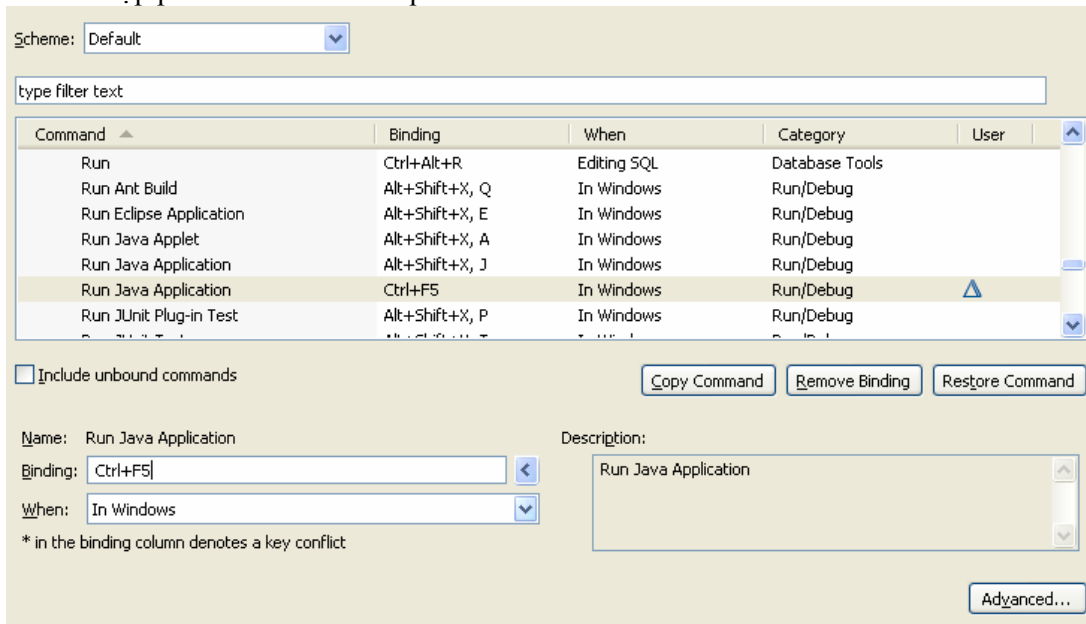 Scheme: Default
type filter text
Command Binding When Category User
Run Ctrl+Alt+R Editing SQL Database Tools
Run Ant Build Alt+Shift+X, Q In Windows Run/Debug
Run Eclipse Application Alt+Shift+X, E In Windows Run/Debug
Run Java Applet Alt+Shift+X, A In Windows Run/Debug
Run Java Application Alt+Shift+X, J In Windows Run/Debug
Run Java Application Ctrl+F5 In Windows Run/Debug
Run JUnit Plug-in Test Alt+Shift+X, P In Windows Run/Debug
Include unbound commands Copy Command Remove Binding Restore Command
Name: Run Java Application Description:
Binding: Ctrl+F5 Run Java Application
When: In Windows
* in the binding column denotes a key conflict
Advanced...